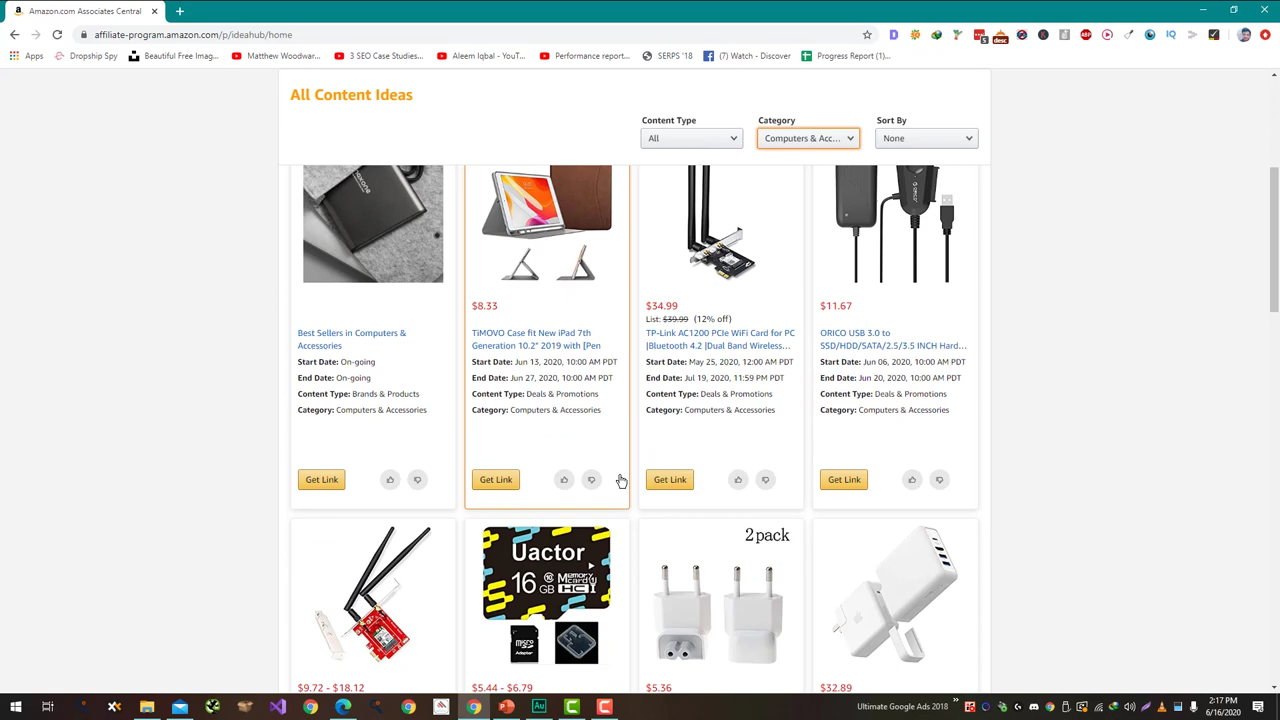 Amazon.com Associates Central
affiliate-program.amazon.com/p/ideahub/home
Apps
Dropship Spy
Beautiful Free Imag...
Matthew Woodwar...
3 SEO Case Studies...
Aleem Iqbal - YouT...
Performance report...
SERPS '18
(7) Watch - Discover
Progress Report (1)...
All Content Ideas
Content Type
Category
Sort By
All
Computers & Acc...
None
$8.33
$34.99
$11.67
List: $39.99 (12% off)
Best Sellers in Computers &
Accessories
TiMOVO Case fit New iPad 7th
Generation 10.2" 2019 with [Pen
TP-Link AC1200 PCIe WiFi Card for PC
|Bluetooth 4.2 |Dual Band Wireless...
ORICO USB 3.0 to
SSD/HDD/SATA/2.5/3.5 INCH Hard...
Start Date: On-going
End Date: On-going
Content Type: Brands & Products
Category: Computers & Accessories
Start Date: Jun 13, 2020, 10:00 AM PDT
End Date: Jun 27, 2020, 10:00 AM PDT
Content Type: Deals & Promotions
Category: Computers & Accessories
Start Date: May 25, 2020, 12:00 AM PDT
End Date: Jul 19, 2020, 11:59 PM PDT
Content Type: Deals & Promotions
Category: Computers & Accessories
Start Date: Jun 06, 2020, 10:00 AM PDT
End Date: Jun 20, 2020, 10:00 AM PDT
Content Type: Deals & Promotions
Category: Computers & Accessories
Get Link
Get Link
Get Link
Get Link
Uactor
16 GB
micro
Adapter
2 pack
$9.72 - $18.12
$5.44 - $6.79
$5.36
$32.89
Ultimate Google Ads 2018
2:17 PM
6/16/2020